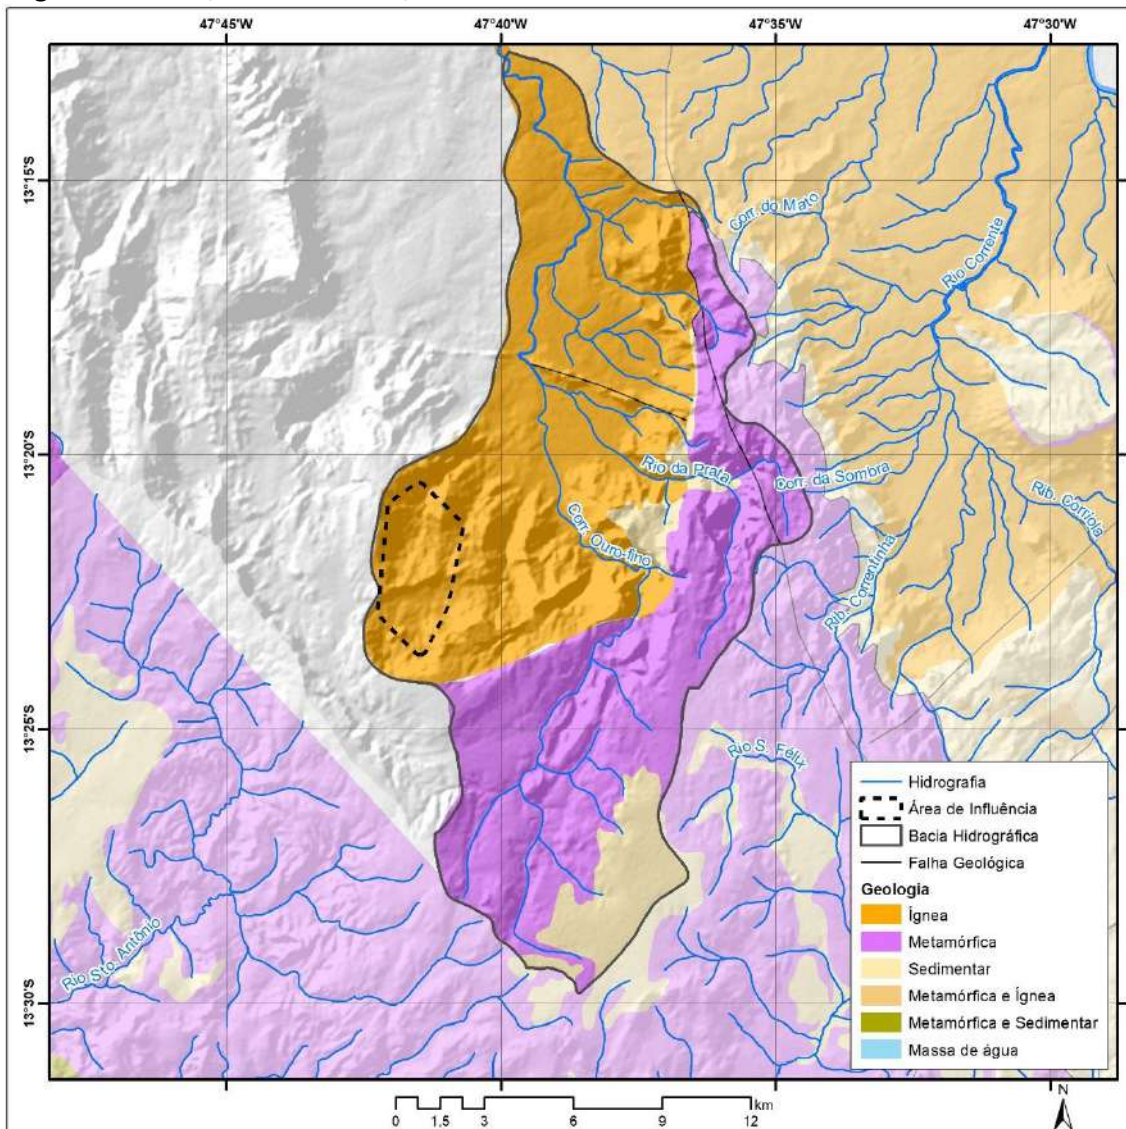 47°45'W 47°40'W 47°35'W 47°30'W
13°15'S
13°20'S
13°25'S
13°30'S
Corr. do Mato
Rio Corrente
Rio da Prata
Corr. da Sombra
Rib. Corriola
Corr. Ouro-fino
Rib. Correntinha
Rio S. Félix
Rio Sto. Antônio
Hidrografia
Área de Influência
Bacia Hidrográfica
Falha Geológica
Geologia
Ígnea
Metamórfica
Sedimentar
Metamórfica e Ígnea
Metamórfica e Sedimentar
Massa de água
N
km
0 1.5 3 6 9 12